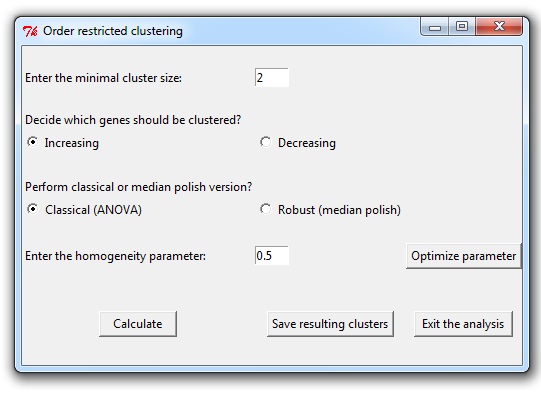 Order restricted clustering
Enter the minimal cluster size: 2
Decide which genes should be clustered?
Increasing Decreasing
Perform classical or median polish version?
Classical (ANOVA) Robust (median polish)
Enter the homogeneity parameter: 0.5 Optimize parameter
Calculate Save resulting clusters Exit the analysis